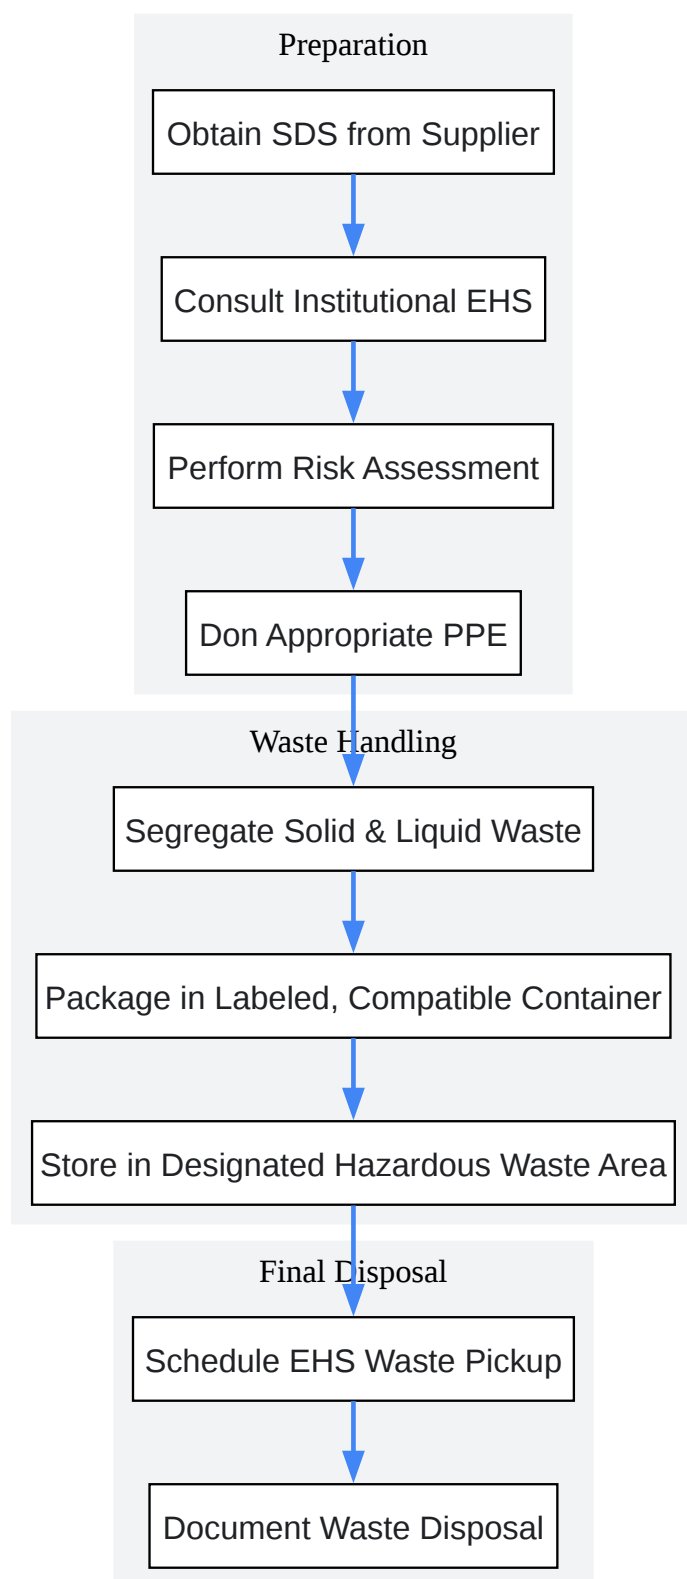 Preparation
Obtain SDS from Supplier
Consult Institutional EHS
Perform Risk Assessment
Don Appropriate PPE
Waste Handling
Segregate Solid & Liquid Waste
Package in Labeled, Compatible Container
Store in Designated Hazardous Waste Area
Final Disposal
Schedule EHS Waste Pickup
Document Waste Disposal